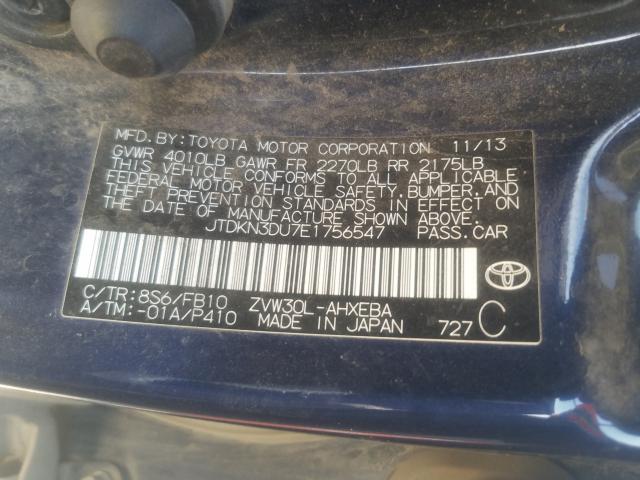 MFD.BY:TOYOTA MOTOR CORPORATION 11/13
GVWR 4010LB GAWR FR 2270LB RR 2175LB
THIS VEHICLE CONFORMS TO ALL APPLICABLE
FEDERAL MOTOR VEHICLE SAFETY, BUMPER, AND
THEFT PREVENTION STANDARDS IN EFFECT ON
THE DATE OF MANUFACTURE SHOWN ABOVE.
JTDKN3DU7E1756547 PASS.CAR
C/TR:8S6/FB10 ZVW30L-AHXEBA
A/TM:-01A/P410 MADE IN JAPAN 727 C